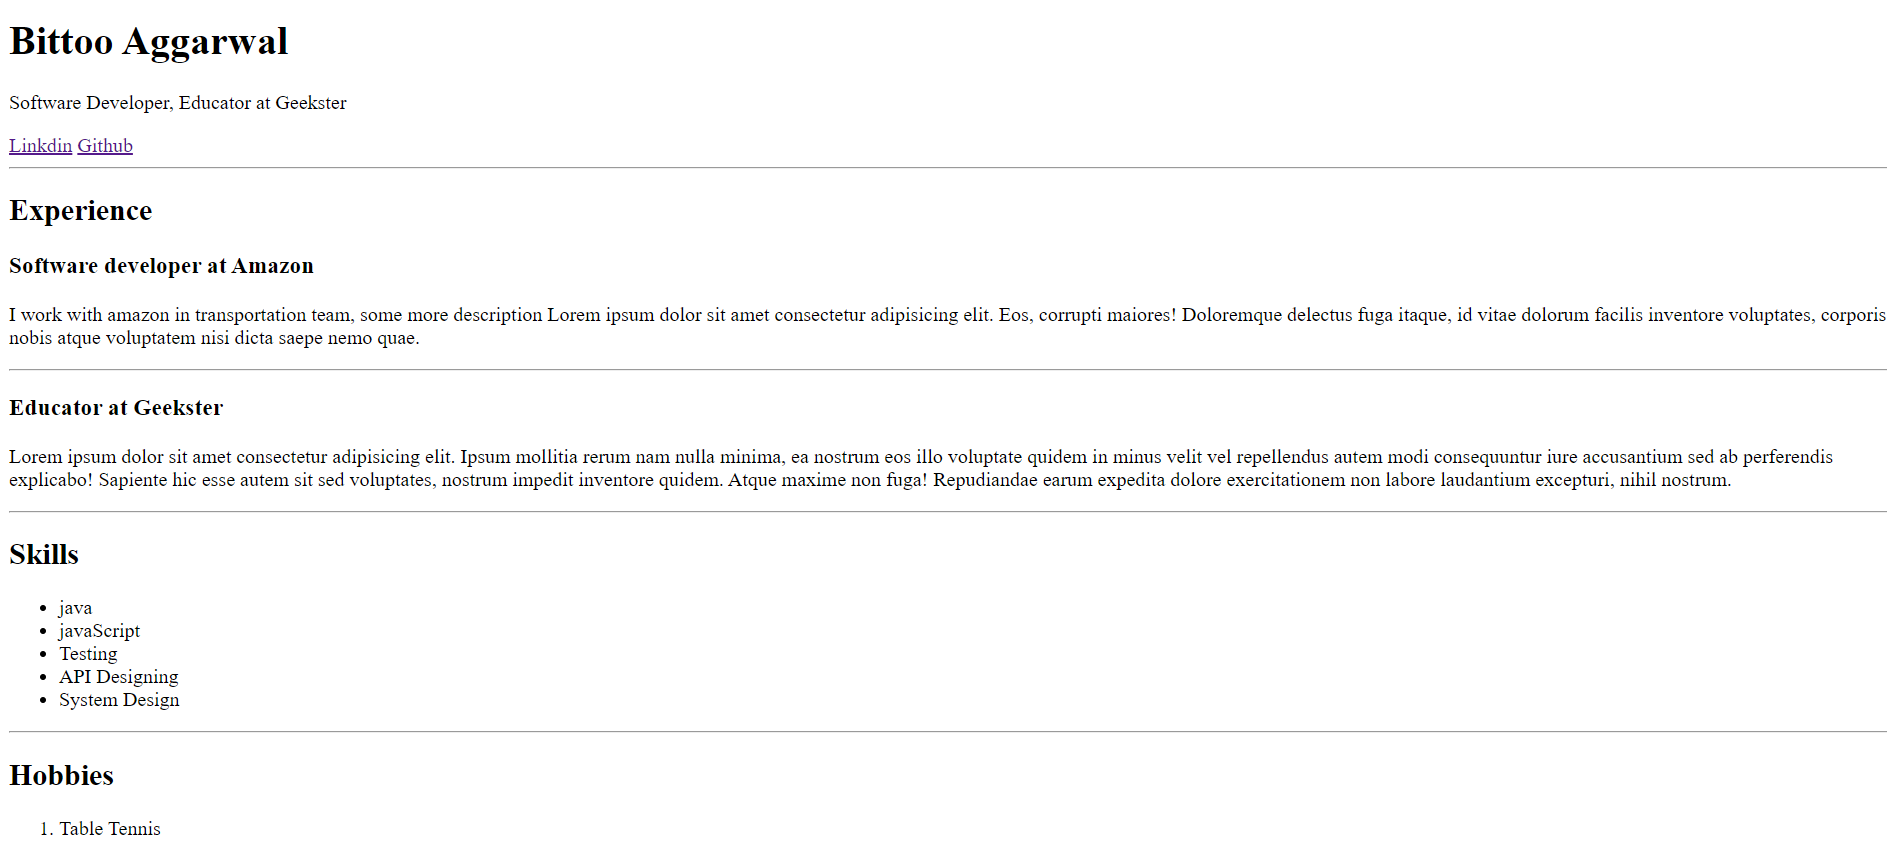 Bittoo Aggarwal
Software Developer, Educator at Geekster
Linkdin Github
Experience
Software developer at Amazon
I work with amazon in transportation team, some more description Lorem ipsum dolor sit amet consectetur adipisicing elit. Eos, corrupti maiores! Doloremque delectus fuga itaque, id vitae dolorum facilis inventore voluptates, corporis
nobis atque voluptatem nisi dicta saepe nemo quae.
Educator at Geekster
Lorem ipsum dolor sit amet consectetur adipisicing elit. Ipsum mollitia rerum nam nulla minima, ea nostrum eos illo voluptate quidem in minus velit vel repellendus autem modi consequuntur iure accusantium sed ab perferendis
explicabo! Sapiente hic esse autem sit sed voluptates, nostrum impedit inventore quidem. Atque maxime non fuga! Repudiandae earum expedita dolore exercitationem non labore laudantium excepturi, nihil nostrum.
Skills
• java
• javaScript
• Testing
• API Designing
• System Design
Hobbies
1. Table Tennis